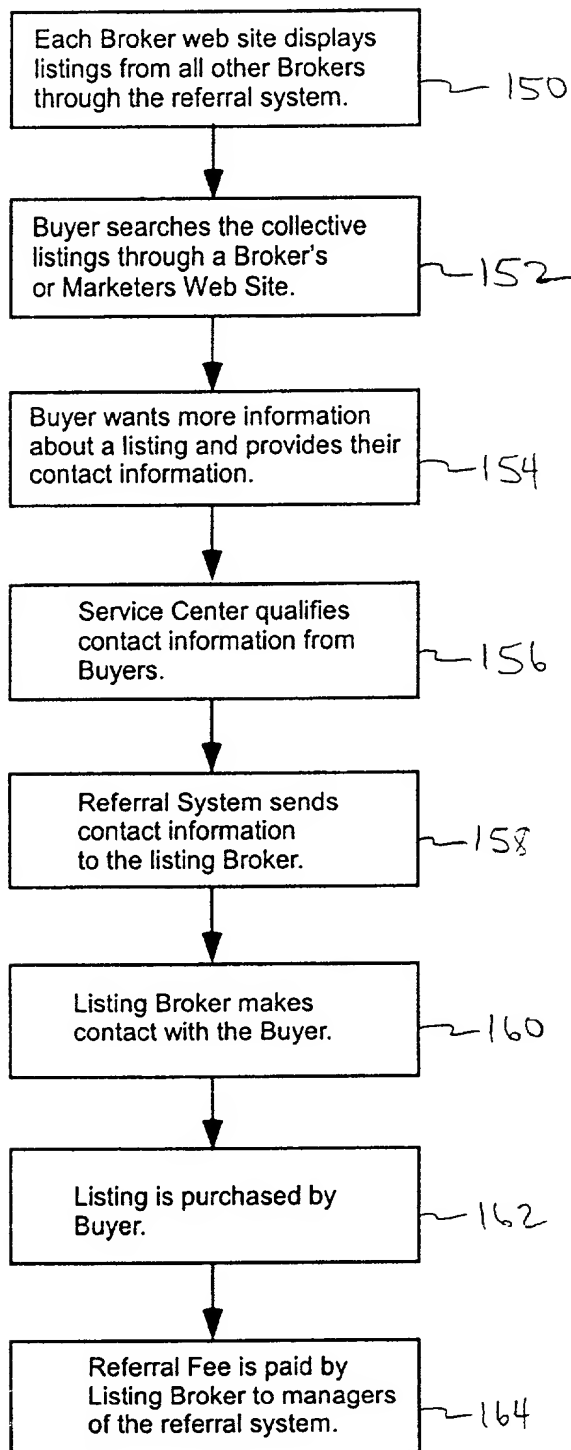 Each Broker web site displays
listings from all other Brokers
through the referral system.
150
Buyer searches the collective
listings through a Broker's
or Marketers Web Site.
152
Buyer wants more information
about a listing and provides their
contact information.
154
Service Center qualifies
contact information from
Buyers.
156
Referral System sends
contact information
to the listing Broker.
158
Listing Broker makes
contact with the Buyer.
160
Listing is purchased by
Buyer.
162
Referral Fee is paid by
Listing Broker to managers
of the referral system.
164